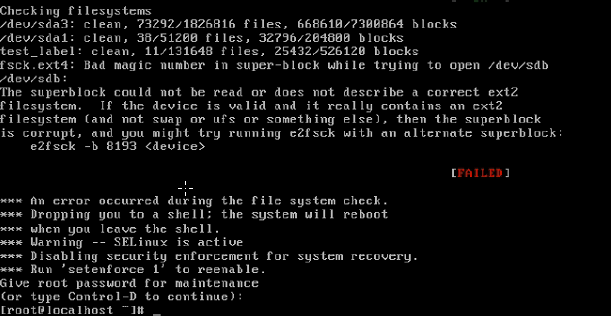 Checking filesystems
/dev/sda3: clean, 73292/1826816 files, 668610/7300864 blocks
/dev/sda1: clean, 38/51200 files, 32796/204800 blocks
test_label: clean, 11/131648 files, 25432/526120 blocks
fsck.ext4: Bad magic number in super-block while trying to open /dev/sdb
/dev/sdb:
The superblock could not be read or does not describe a correct ext2
filesystem.  If the device is valid and it really contains an ext2
filesystem (and not swap or ufs or something else), then the superblock
is corrupt, and you might try running e2fsck with an alternate superblock:
    e2fsck -b 8193 <device>
[FAILED]
*** An error occurred during the file system check.
*** Dropping you to a shell; the system will reboot
*** when you leave the shell.
*** Warning -- SELinux is active
*** Disabling security enforcement for system recovery.
*** Run 'setenforce 1' to reenable.
Give root password for maintenance
(or type Control-D to continue):
[root@localhost ~]# _